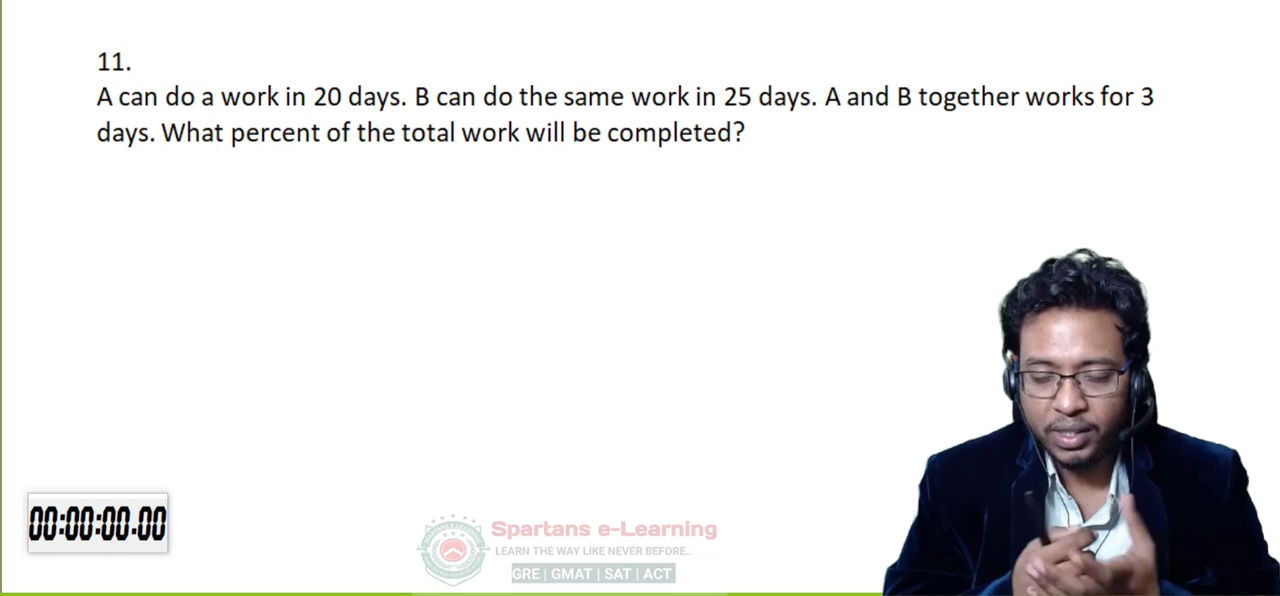 11.
A can do a work in 20 days. B can do the same work in 25 days. A and B together works for 3
days. What percent of the total work will be completed?
00:00:00.00
Spartans e-Learning
LEARN THE WAY LIKE NEVER BEFORE..
GRE | GMAT | SAT | ACT